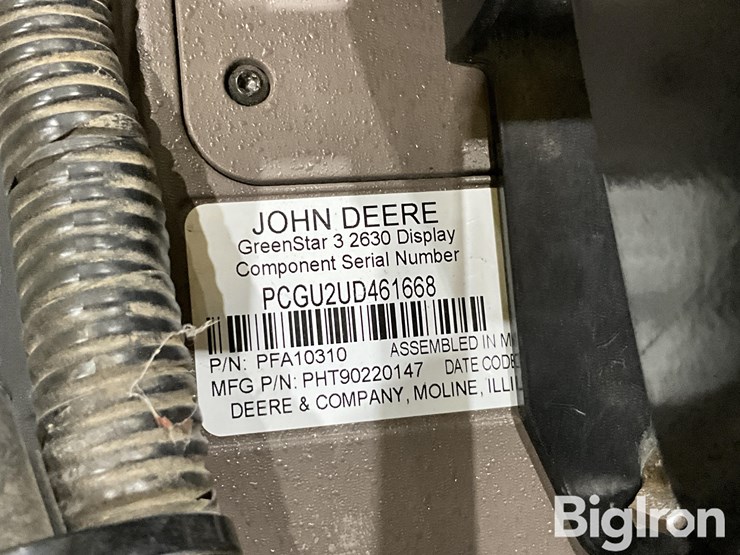 JOHN DEERE
GreenStar 3 2630 Display
Component Serial Number
PCGU2UD461668
P/N: PFA10310 ASSEMBLED IN
MFG P/N: PHT90220147 DATE CODE
DEERE & COMPANY, MOLINE, ILLI
BigIron